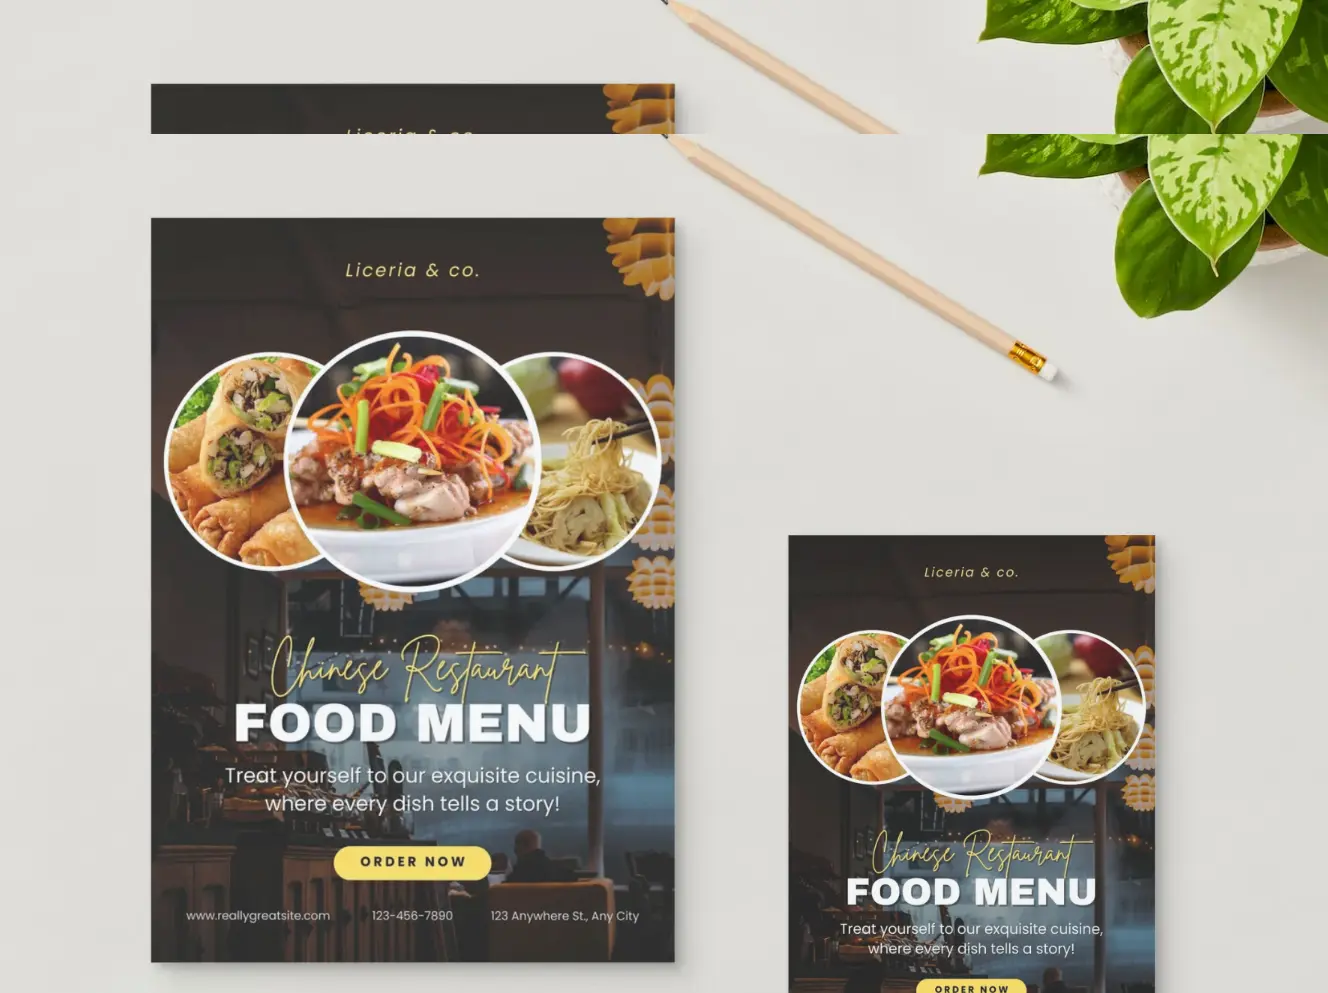 Liceria & co.
Liceria & co.
Chinese Restaurant
FOOD MENU
Treat yourself to our exquisite cuisine,
where every dish tells a story!
ORDER NOW
www.reallygreatsite.com 123-456-7890 123 Anywhere St., Any City
Liceria & co.
Chinese Restaurant
FOOD MENU
Treat yourself to our exquisite cuisine,
where every dish tells a story!
ORDER NOW